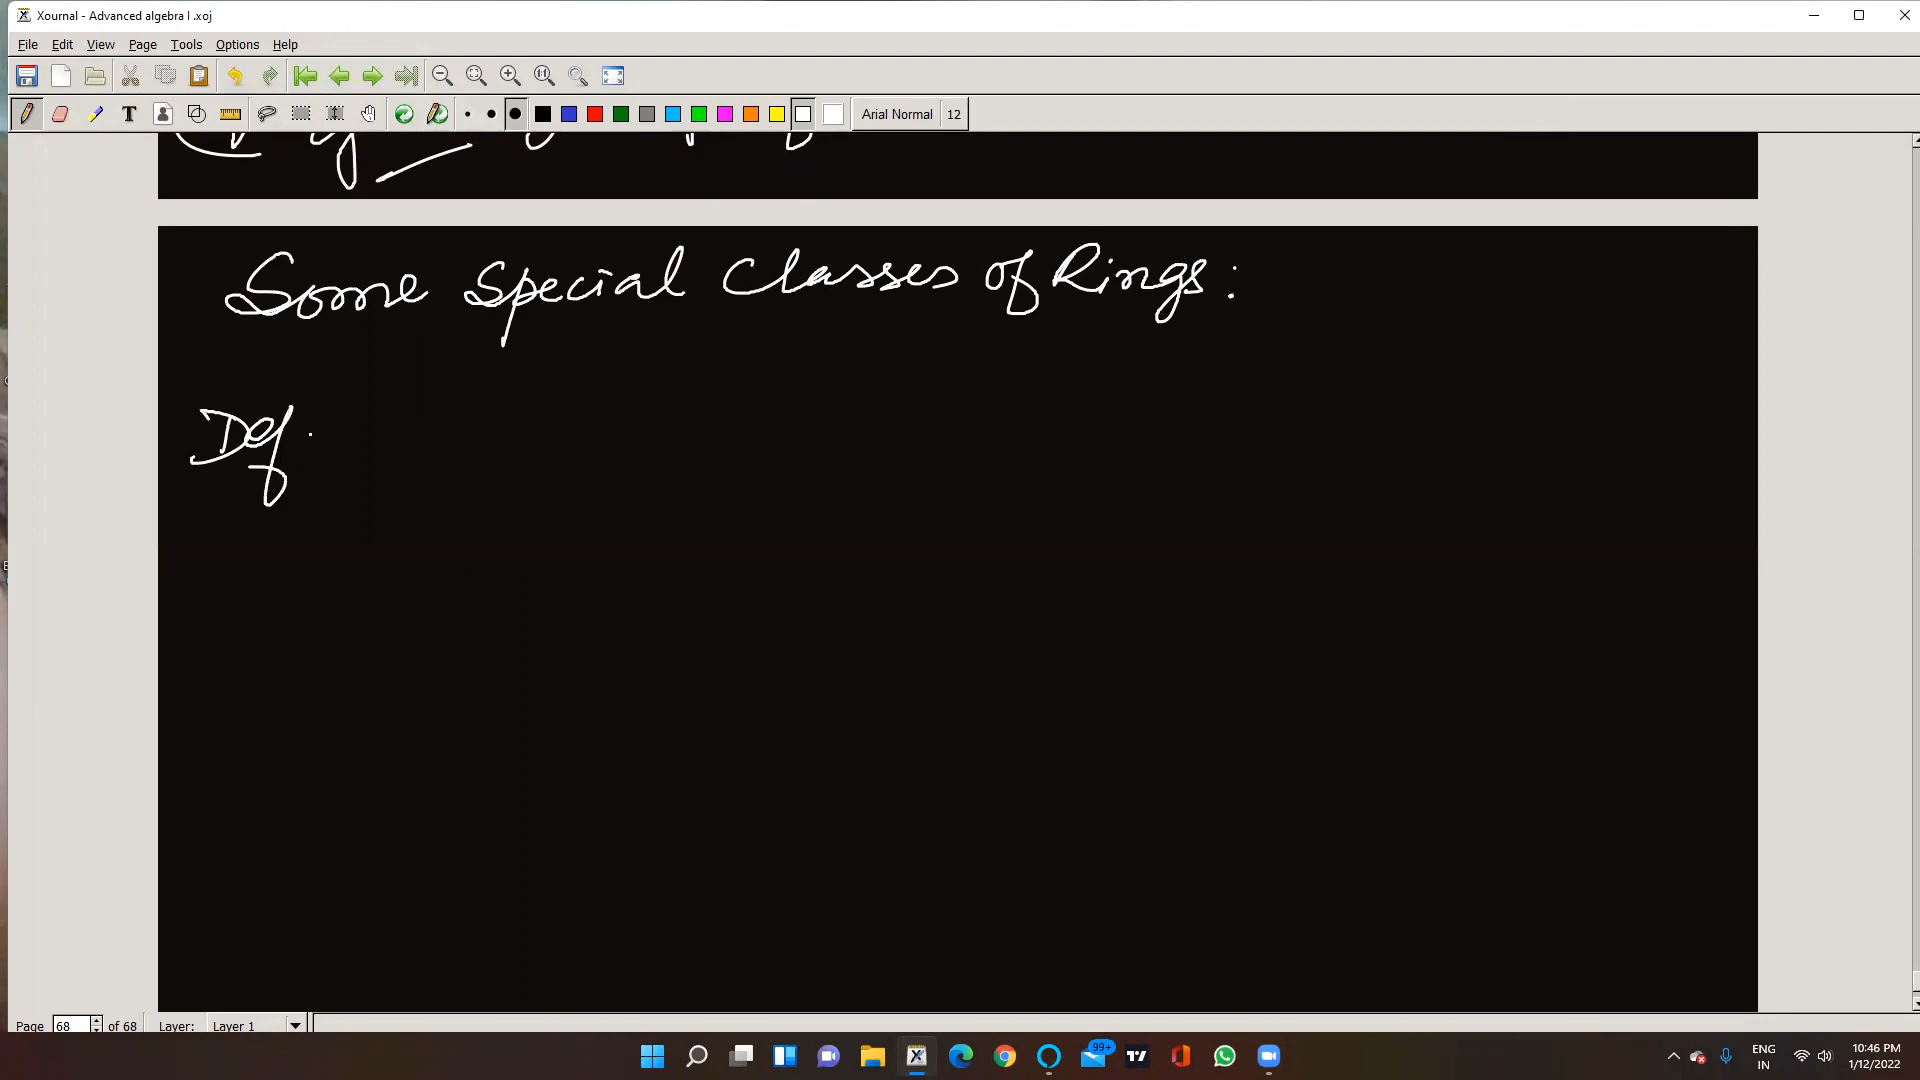 Xournal - Advanced algebra I .xoj
File Edit View Page Tools Options Help
T Arial Normal 12
Some Special Classes of Rings:
Def.
Page 68 of 68 Layer: Layer 1
99+
ENG
IN
10:46 PM
1/12/2022